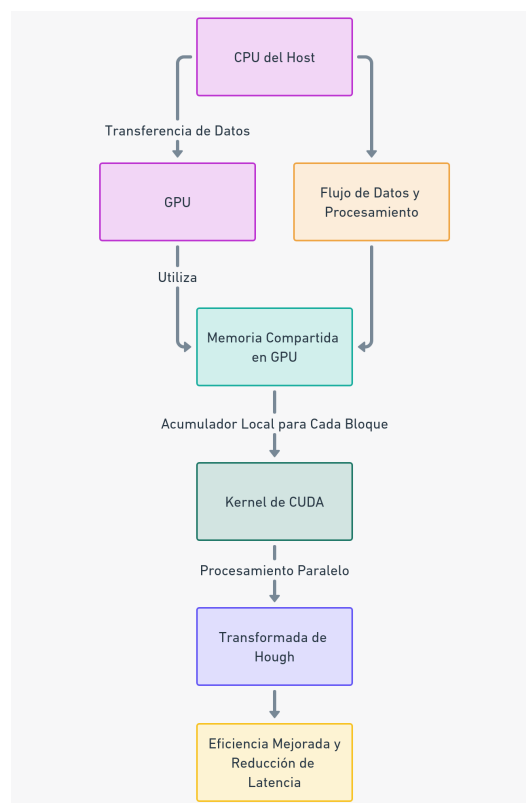 CPU del Host
Transferencia de Datos
GPU
Flujo de Datos y
Procesamiento
Utiliza
Memoria Compartida
en GPU
Acumulador Local para Cada Bloque
Kernel de CUDA
Procesamiento Paralelo
Transformada de
Hough
Eficiencia Mejorada y
Reducción de
Latencia